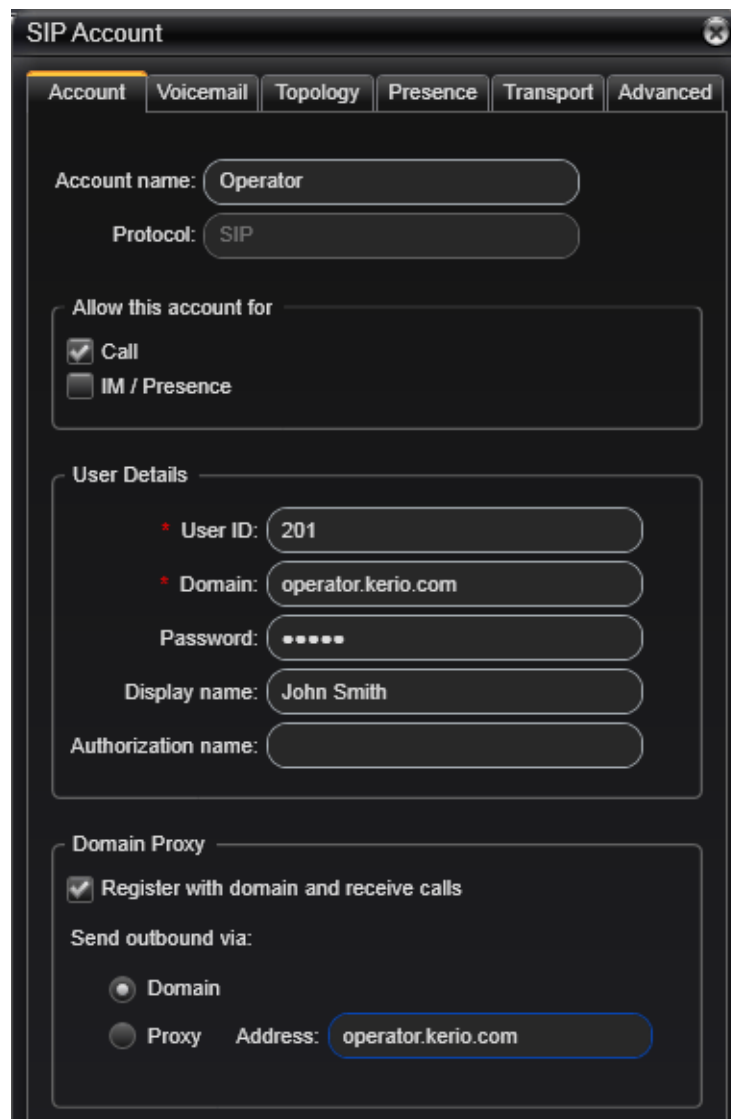 SIP Account
Account Voicemail Topology Presence Transport Advanced
Account name: Operator
Protocol: SIP
Allow this account for
Call
IM / Presence
User Details
* User ID: 201
* Domain: operator.kerio.com
Password: •••••
Display name: John Smith
Authorization name:
Domain Proxy
Register with domain and receive calls
Send outbound via:
Domain
Proxy Address: operator.kerio.com